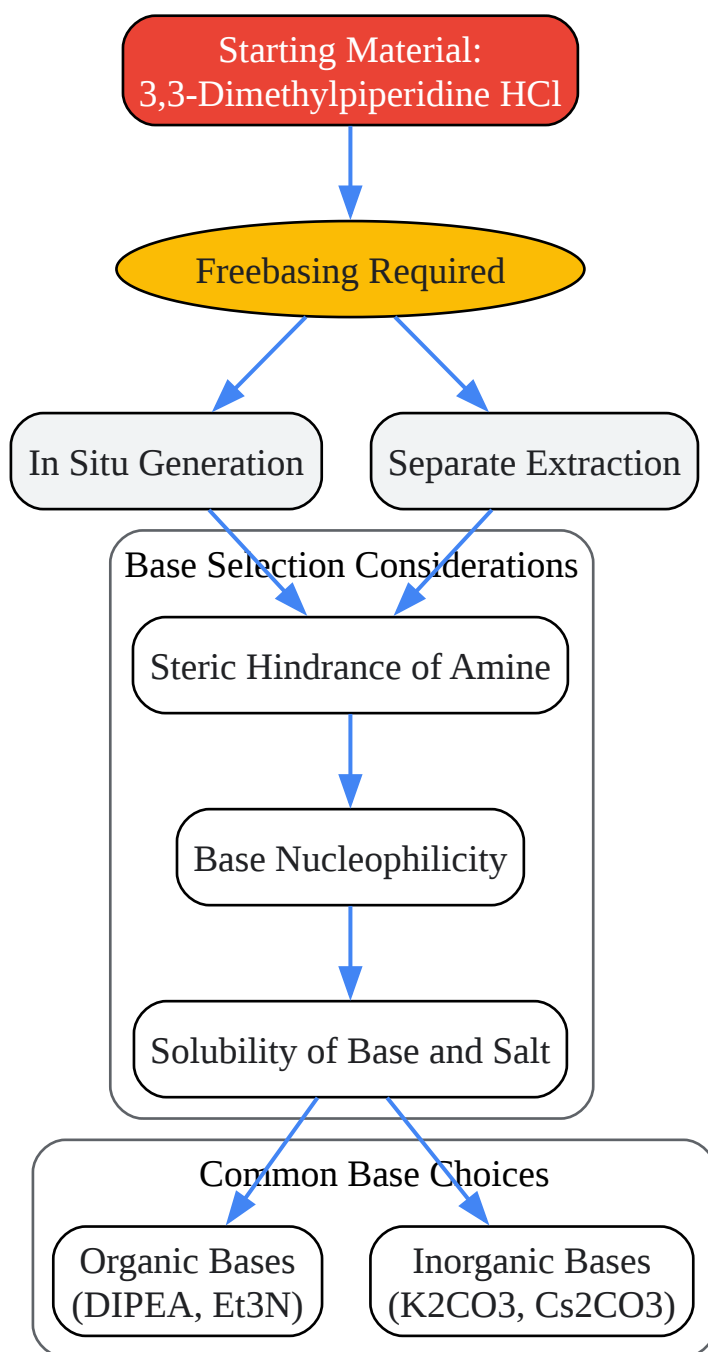 Starting Material:
3,3-Dimethylpiperidine HCl
Freebasing Required
In Situ Generation
Separate Extraction
Base Selection Considerations
Steric Hindrance of Amine
Base Nucleophilicity
Solubility of Base and Salt
Common Base Choices
Organic Bases
(DIPEA, Et3N)
Inorganic Bases
(K2CO3, Cs2CO3)